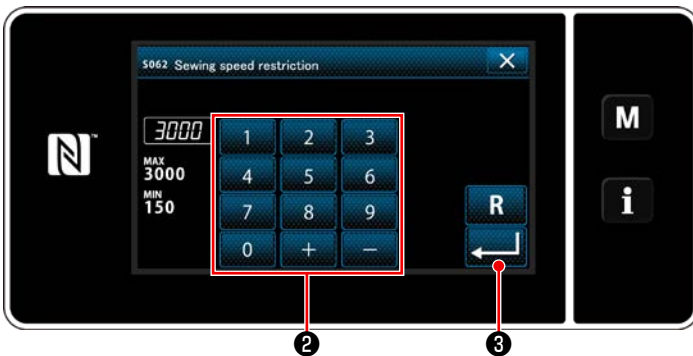 S062 Sewing speed restriction
X
3000
MAX
3000
MIN
150
1 2 3
4 5 6
7 8 9
0 + −
R
N™
M
i
❷
❸